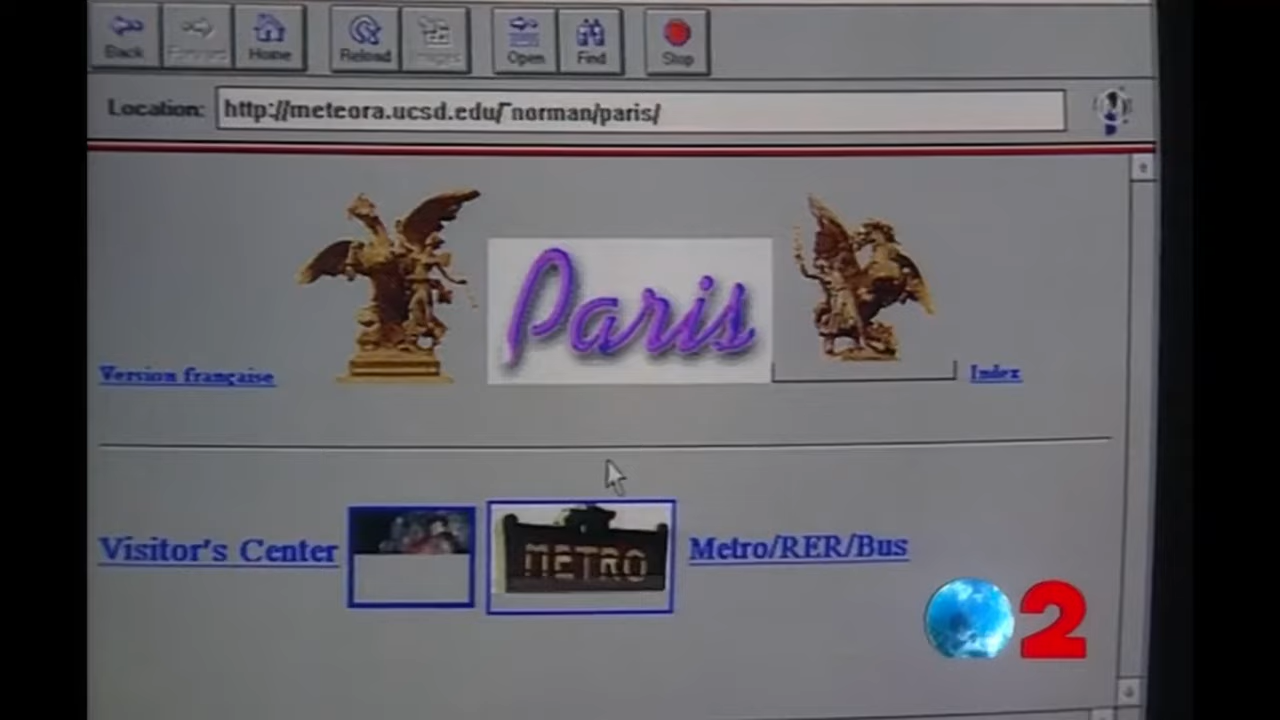 Back Forward Home Reload Images Open Find Stop
Location: http://meteora.ucsd.edu/~norman/paris/
Paris
Version française
Index
Visitor's Center
METRO
Metro/RER/Bus
2